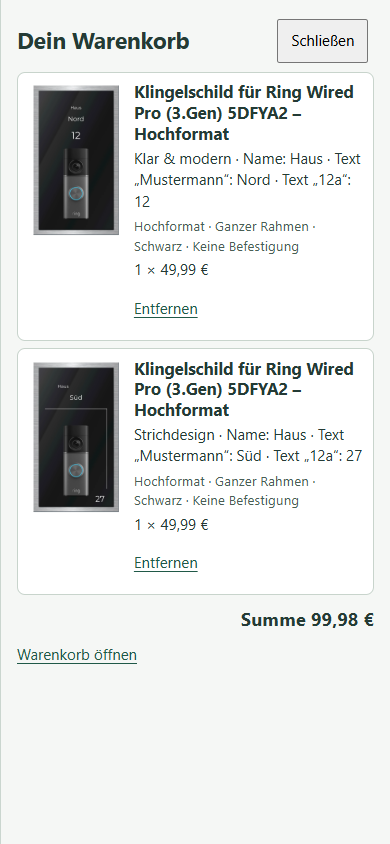 Dein Warenkorb
Schließen
Haus
Nord
12
ring
Klingelschild für Ring Wired
Pro (3.Gen) 5DFYA2 –
Hochformat
Klar & modern · Name: Haus · Text
„Mustermann“: Nord · Text „12a“:
12
Hochformat · Ganzer Rahmen ·
Schwarz · Keine Befestigung
1 × 49,99 €
Entfernen
Haus
Süd
ring
27
Klingelschild für Ring Wired
Pro (3.Gen) 5DFYA2 –
Hochformat
Strichdesign · Name: Haus · Text
„Mustermann“: Süd · Text „12a“: 27
Hochformat · Ganzer Rahmen ·
Schwarz · Keine Befestigung
1 × 49,99 €
Entfernen
Summe 99,98 €
Warenkorb öffnen